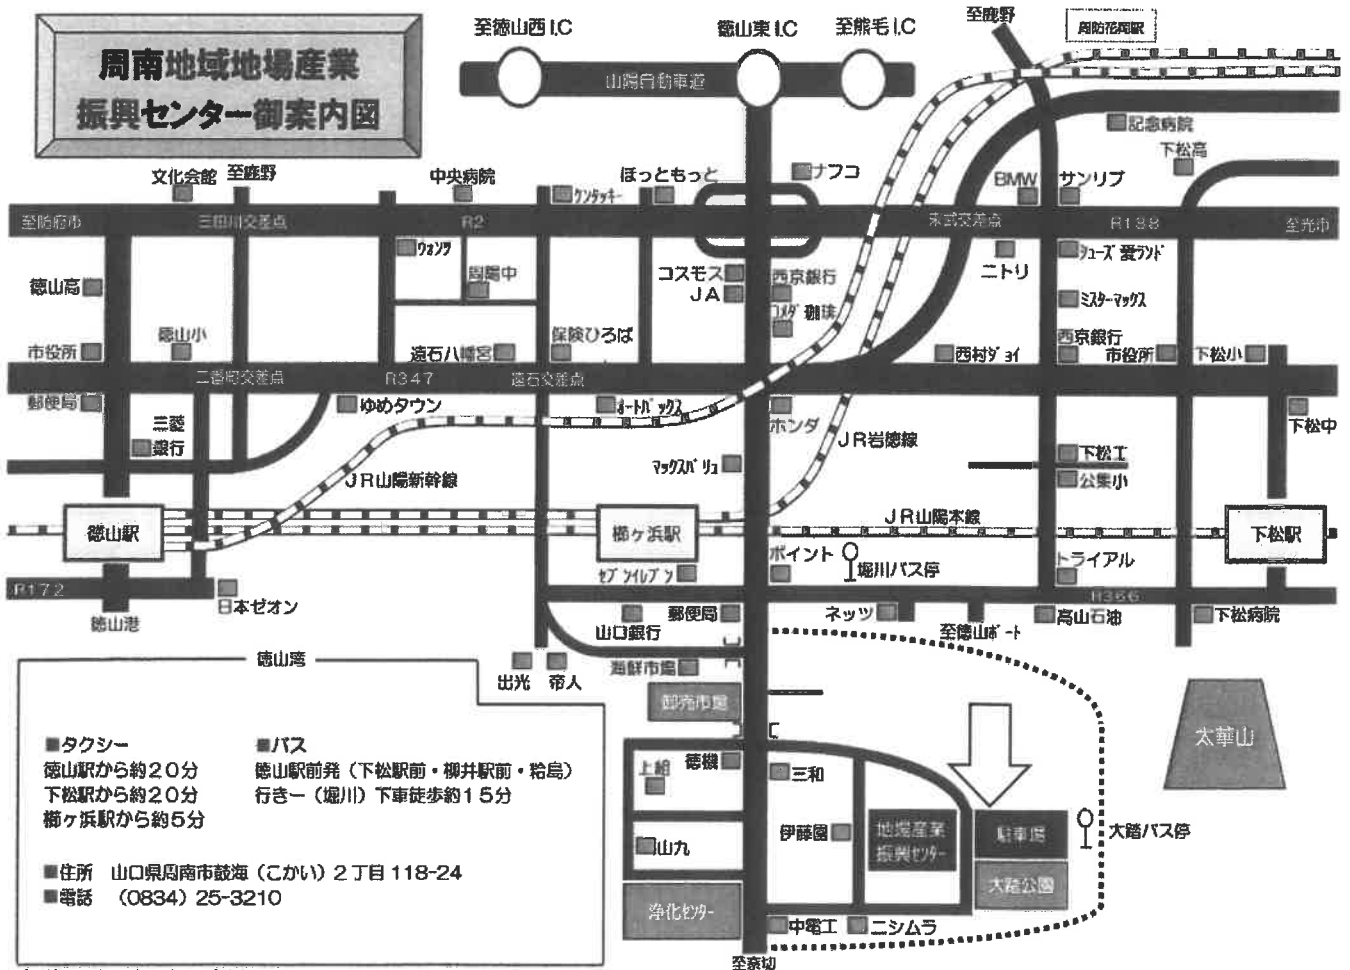 周南地域地場産業
振興センター御案内図
至徳山西I.C
徳山東I.C
至熊毛I.C
至鹿野
周防花岡駅
山陽自動車道
記念病院
下松高
文化会館
至鹿野
中央病院
ケンタッキー
ほっともっと
ナフコ
BMW
サンリブ
至防府市
三田川交差点
R2
末武交差点
R188
至光市
ウォンツ
周陽中
コスモス
JA
西京銀行
コメダ珈琲
ニトリ
シューズ愛ランド
ミスターマックス
徳山高
市役所
徳山小
遠石八幡宮
保険ひろば
西村ジョイ
西京銀行
市役所
下松小
二番町交差点
R347
遠石交差点
郵便局
三菱
銀行
ゆめタウン
オートバックス
ホンダ
下松中
JR山陽新幹線
マックスバリュ
JR岩徳線
下松工
公集小
徳山駅
櫛ヶ浜駅
JR山陽本線
下松駅
セブンイレブン
ポイント
堀川バス停
トライアル
R172
日本ゼオン
徳山港
R366
山口銀行
郵便局
ネッツ
至徳山ボート
高山石油
下松病院
徳山湾
出光
帝人
海鮮市場
卸売市場
太華山
■タクシー
徳山駅から約20分
下松駅から約20分
櫛ヶ浜駅から約5分
■バス
徳山駅前発(下松駅前・柳井駅前・粭島)
行きー(堀川)下車徒歩約15分
■住所 山口県周南市鼓海(こかい)2丁目118-24
■電話 (0834)25-3210
上組
徳機
三和
山九
伊藤園
地場産業
振興センター
駐車場
大踏バス停
大踏公園
浄化センター
中電工
ニシムラ
至奈切